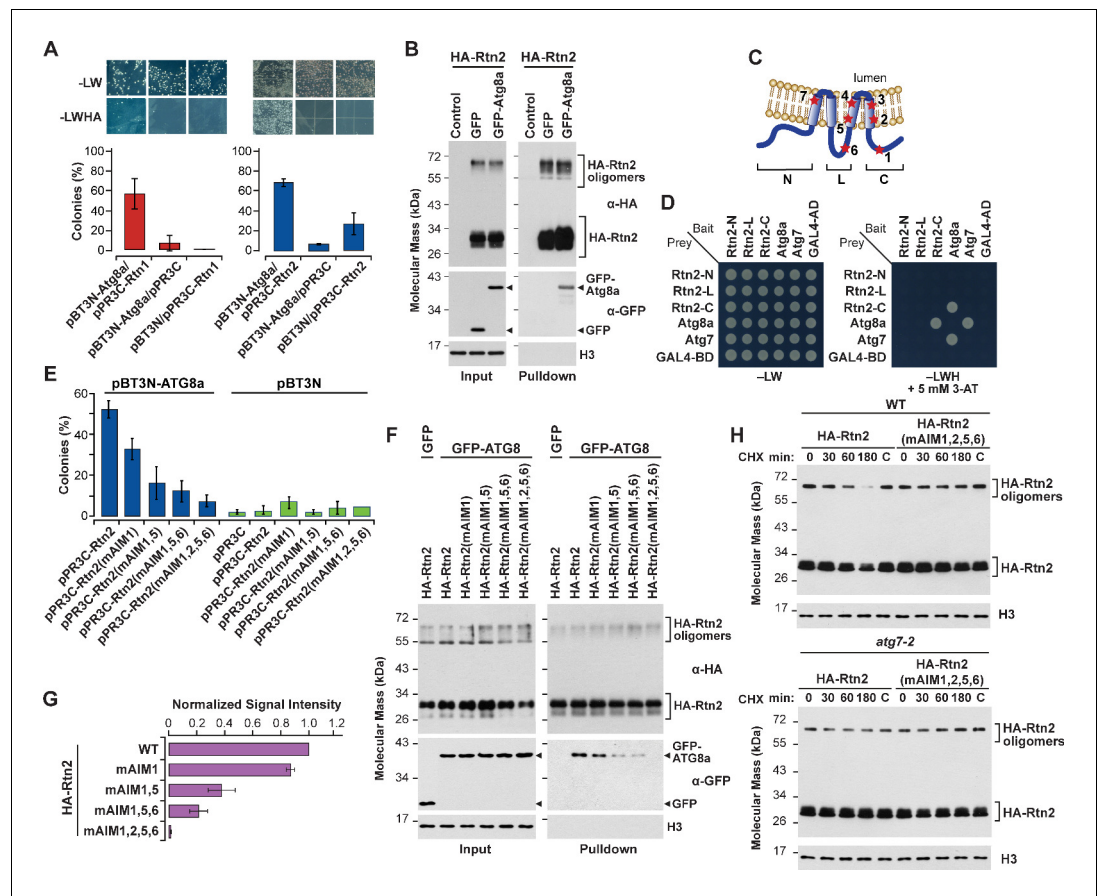 A
-LW
-LWHA
Colonies (%)
100
80
60
40
20
0
pBT3N-Atg8a/
pPR3C-Rtn1
pBT3N-Atg8a/pPR3C
pBT3N/pPR3C-Rtn1
100
80
60
40
20
0
pBT3N-Atg8a/
pPR3C-Rtn2
pBT3N-Atg8a/pPR3C
pBT3N/pPR3C-Rtn2
B
HA-Rtn2
HA-Rtn2
Control
GFP
GFP-Atg8a
Control
GFP
GFP-Atg8a
Molecular Mass (kDa)
72
55
43
34
26
43
34
26
17
HA-Rtn2
oligomers
α-HA
HA-Rtn2
GFP-
Atg8a
α-GFP
GFP
H3
Input
Pulldown
C
lumen
7
4
3
5
2
6
1
N
L
C
D
Bait
Prey
Rtn2-N
Rtn2-L
Rtn2-C
Atg8a
Atg7
GAL4-AD
Rtn2-N
Rtn2-L
Rtn2-C
Atg8a
Atg7
GAL4-BD
–LW
Bait
Prey
Rtn2-N
Rtn2-L
Rtn2-C
Atg8a
Atg7
GAL4-AD
Rtn2-N
Rtn2-L
Rtn2-C
Atg8a
Atg7
GAL4-BD
–LWH
+ 5 mM 3-AT
E
pBT3N-ATG8a
pBT3N
Colonies (%)
60
40
20
0
pPR3C-Rtn2
pPR3C-Rtn2(mAIM1)
pPR3C-Rtn2(mAIM1,5)
pPR3C-Rtn2(mAIM1,5,6)
pPR3C-Rtn2(mAIM1,2,5,6)
pPR3C
pPR3C-Rtn2
pPR3C-Rtn2(mAIM1)
pPR3C-Rtn2(mAIM1,5)
pPR3C-Rtn2(mAIM1,5,6)
pPR3C-Rtn2(mAIM1,2,5,6)
F
GFP
GFP-ATG8
GFP
GFP-ATG8
HA-Rtn2
HA-Rtn2
HA-Rtn2(mAIM1)
HA-Rtn2(mAIM1,5)
HA-Rtn2(mAIM1,5,6)
HA-Rtn2(mAIM1,2,5,6)
HA-Rtn2
HA-Rtn2
HA-Rtn2(mAIM1)
HA-Rtn2(mAIM1,5)
HA-Rtn2(mAIM1,5,6)
HA-Rtn2(mAIM1,2,5,6)
Molecular Mass (kDa)
72
55
43
34
26
43
34
17
HA-Rtn2
oligomers
α-HA
HA-Rtn2
GFP-
ATG8a
α-GFP
GFP
H3
Input
Pulldown
G
Normalized Signal Intensity
0
0.2
0.4
0.6
0.8
1.0
1.2
HA-Rtn2
WT
mAIM1
mAIM1,5
mAIM1,5,6
mAIM1,2,5,6
H
WT
HA-Rtn2
HA-Rtn2
(mAIM1,2,5,6)
CHX min: 0 30 60 180 C 0 30 60 180 C
Molecular Mass (kDa)
72
55
43
34
26
17
HA-Rtn2
oligomers
HA-Rtn2
H3
atg7-2
HA-Rtn2
HA-Rtn2
(mAIM1,2,5,6)
CHX min: 0 30 60 180 C 0 30 60 180 C
Molecular Mass (kDa)
72
55
43
34
26
17
HA-Rtn2
oligomers
HA-Rtn2
H3